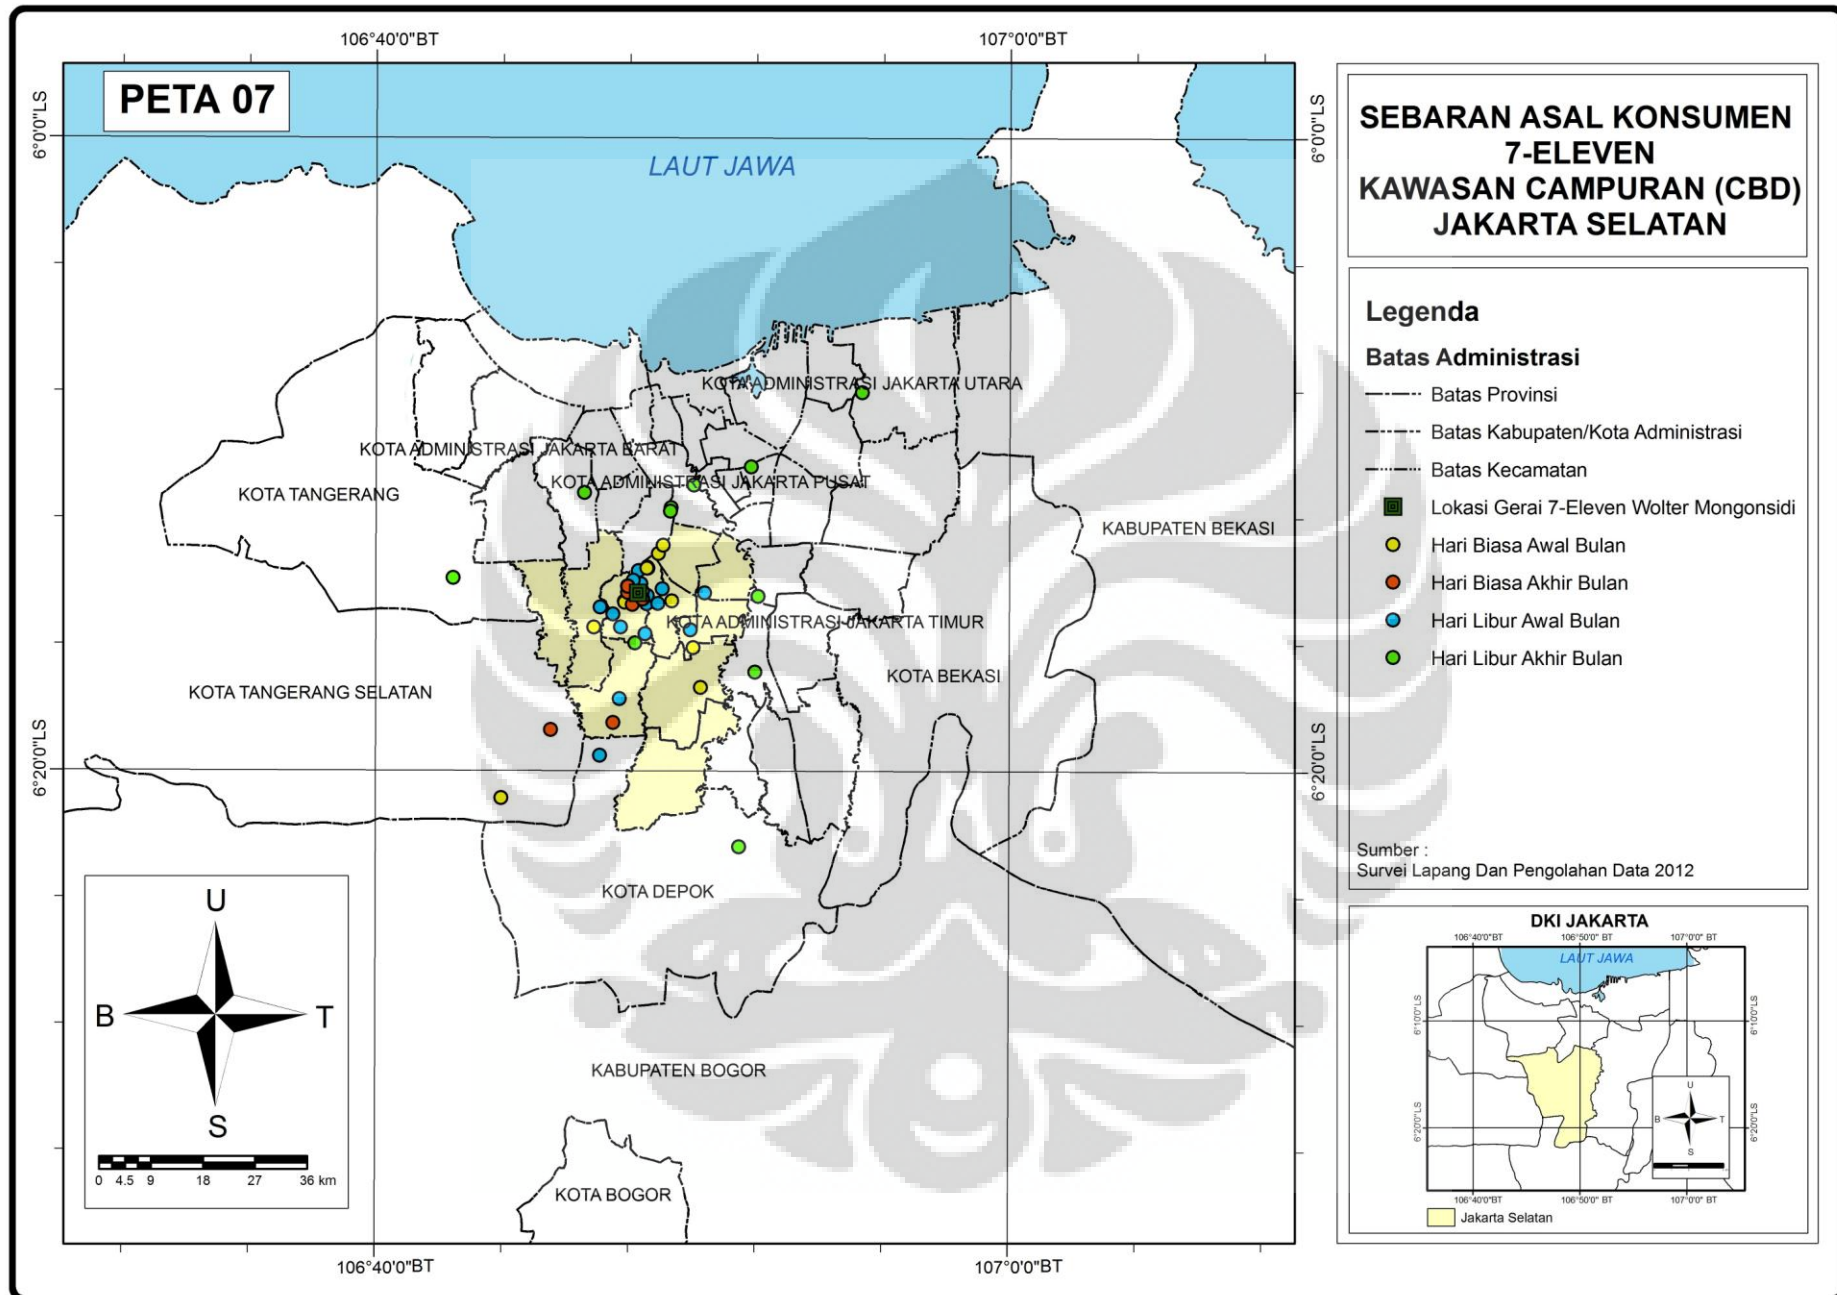 106°40'0"BT
107°0'0"BT
PETA 07
6°0'0"LS
6°0'0"LS
LAUT JAWA
KOTA ADMINISTRASI JAKARTA UTARA
KOTA ADMINISTRASI JAKARTA BARAT
KOTA ADMINISTRASI JAKARTA PUSAT
KOTA TANGERANG
KABUPATEN BEKASI
KOTA ADMINISTRASI JAKARTA TIMUR
KOTA BEKASI
KOTA TANGERANG SELATAN
6°20'0"LS
6°20'0"LS
KOTA DEPOK
KABUPATEN BOGOR
KOTA BOGOR
U
B
T
S
0 4.5 9 18 27 36 km
106°40'0"BT
107°0'0"BT
SEBARAN ASAL KONSUMEN
7-ELEVEN
KAWASAN CAMPURAN (CBD)
JAKARTA SELATAN
Legenda
Batas Administrasi
Batas Provinsi
Batas Kabupaten/Kota Administrasi
Batas Kecamatan
Lokasi Gerai 7-Eleven Wolter Mongonsidi
Hari Biasa Awal Bulan
Hari Biasa Akhir Bulan
Hari Libur Awal Bulan
Hari Libur Akhir Bulan
Sumber :
Survei Lapang Dan Pengolahan Data 2012
DKI JAKARTA
106°40'0"BT 106°50'0" BT 107°0'0" BT
LAUT JAWA
6°10'0"LS
6°10'0"LS
6°20'0"LS
6°20'0"LS
U
B
T
S
106°40'0"BT 106°50'0" BT 107°0'0" BT
Jakarta Selatan